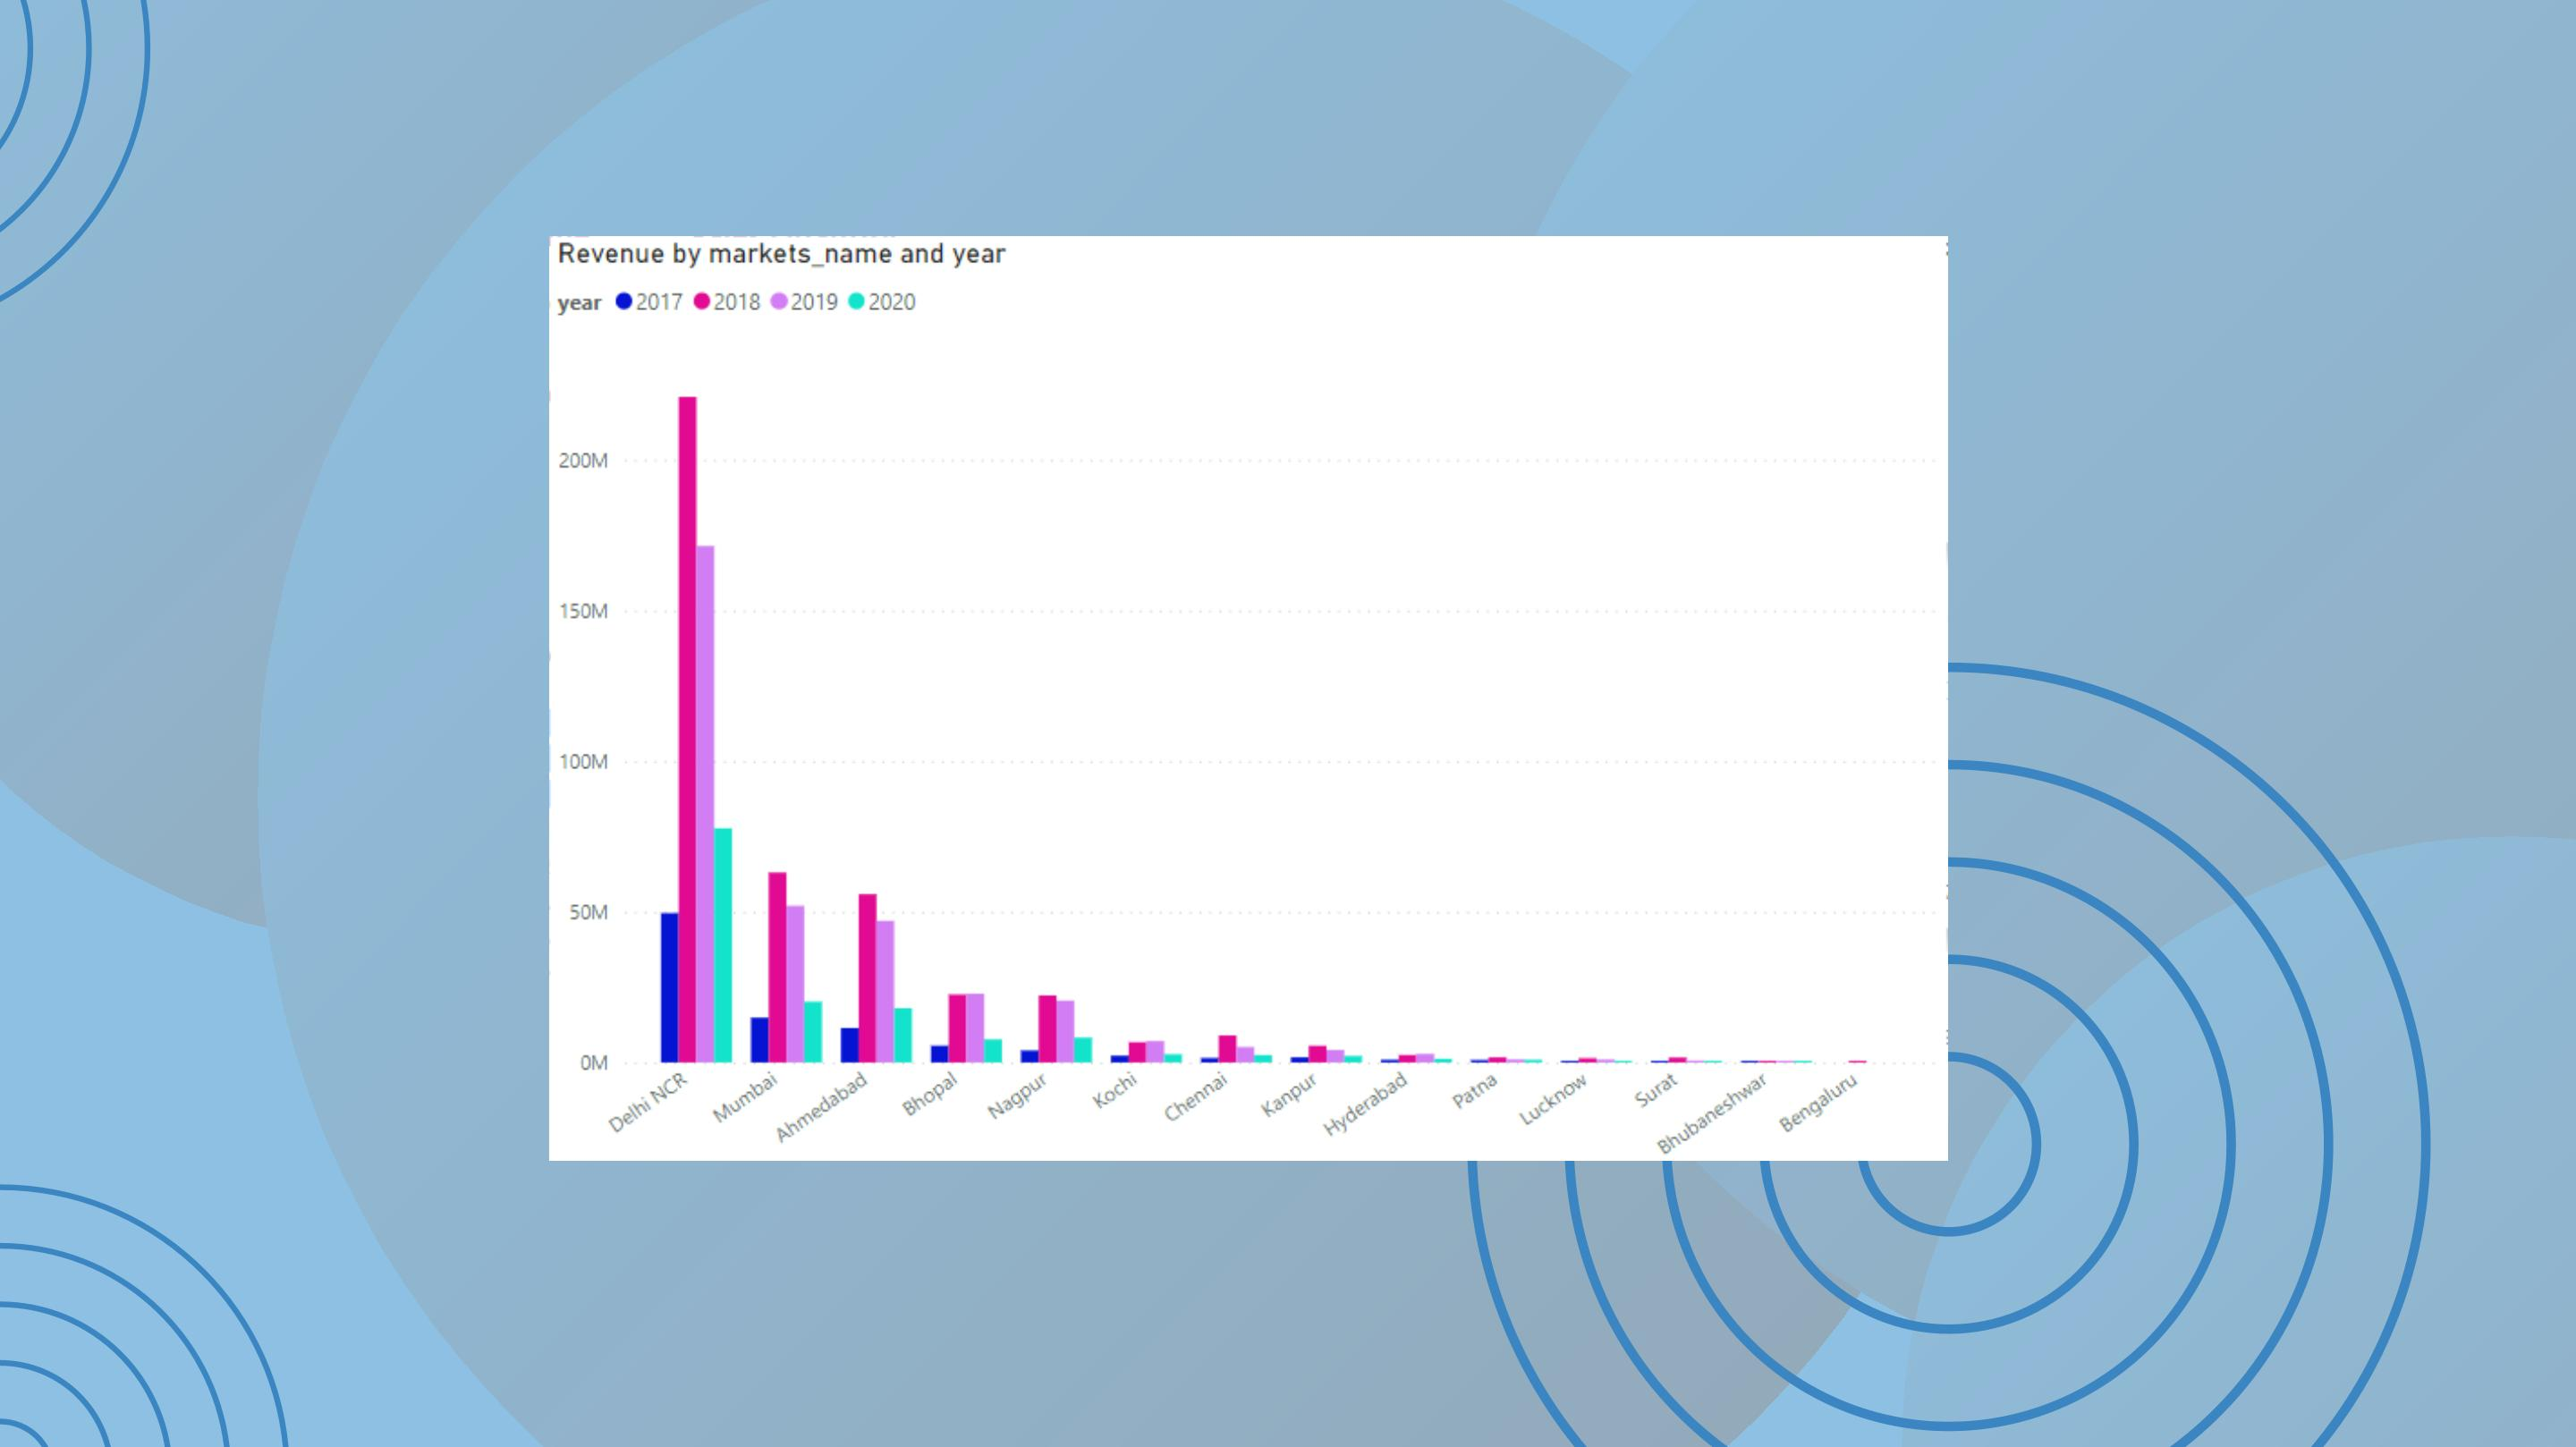 Revenue by markets_name and year
year 2017 2018 2019 2020
200M
150M
100M
50M
0M
Delhi NCR Mumbai Ahmedabad Bhopal Nagpur Kochi Chennai Kanpur Hyderabad Patna Lucknow Surat Bhubaneshwar Bengaluru